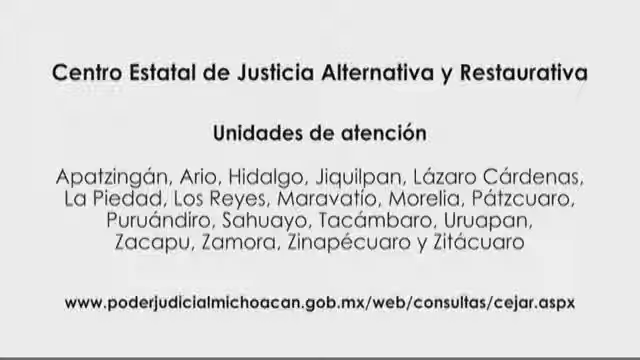 Centro Estatal de Justicia Alternativa y Restaurativa
Unidades de atención
Apatzingán, Ario, Hidalgo, Jiquilpan, Lázaro Cárdenas,
La Piedad, Los Reyes, Maravatío, Morelia, Pátzcuaro,
Puruándiro, Sahuayo, Tacámbaro, Uruapan,
Zacapu, Zamora, Zinapécuaro y Zitácuaro
www.poderjudicialmichoacan.gob.mx/web/consultas/cejar.aspx